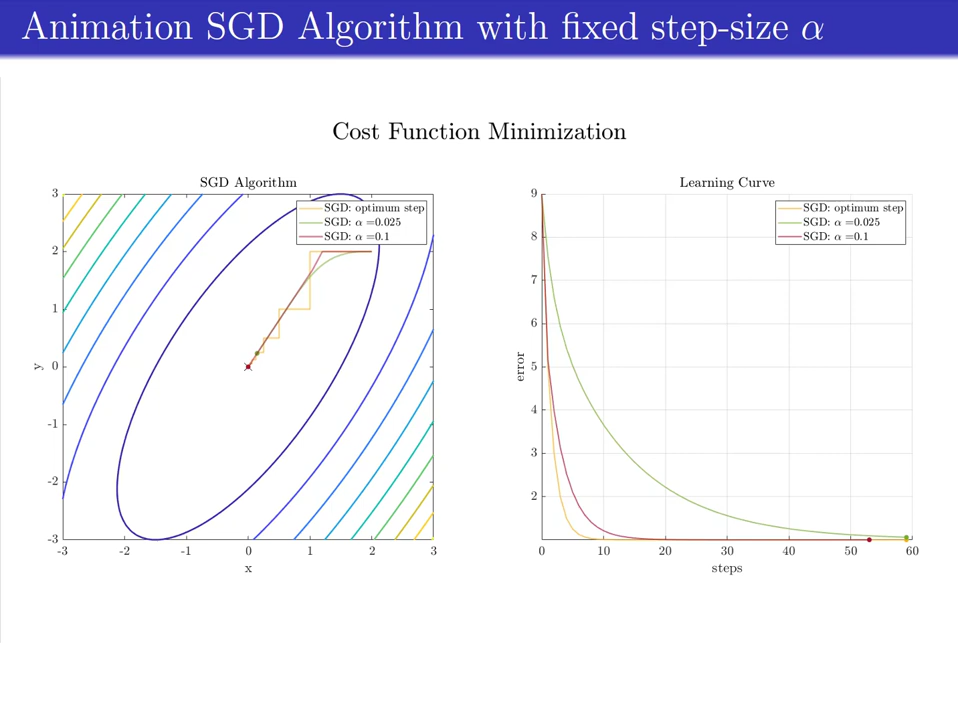 Animation SGD Algorithm with fixed step-size α
Cost Function Minimization
SGD Algorithm
3
2
1
0
-1
-2
-3
y
-3 -2 -1 0 1 2 3
x
SGD: optimum step
SGD: α =0.025
SGD: α =0.1
Learning Curve
9
8
7
6
5
4
3
2
error
0 10 20 30 40 50 60
steps
SGD: optimum step
SGD: α =0.025
SGD: α =0.1